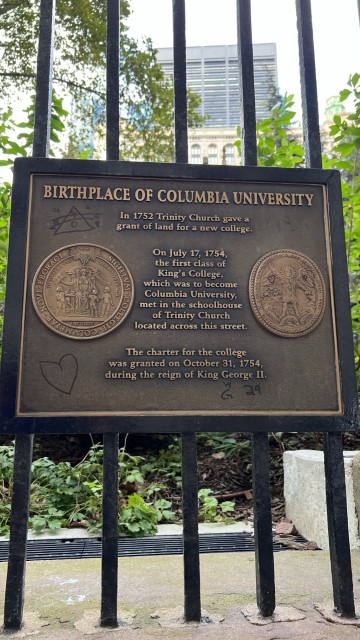 BIRTHPLACE OF COLUMBIA UNIVERSITY
In 1752 Trinity Church gave a
grant of land for a new college.
On July 17, 1754,
the first class of
King's College,
which was to become
Columbia University,
met in the schoolhouse
of Trinity Church
located across this street.
The charter for the college
was granted on October 31, 1754,
during the reign of King George II.